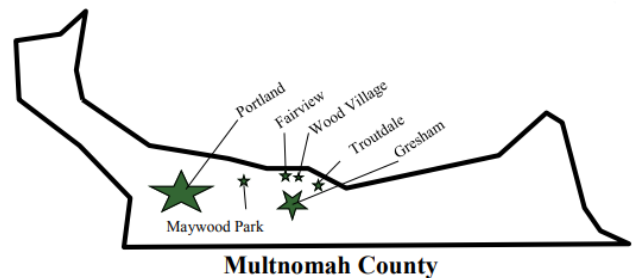 Portland
Fairview
Wood Village
Troutdale
Gresham
Maywood Park
Multnomah County